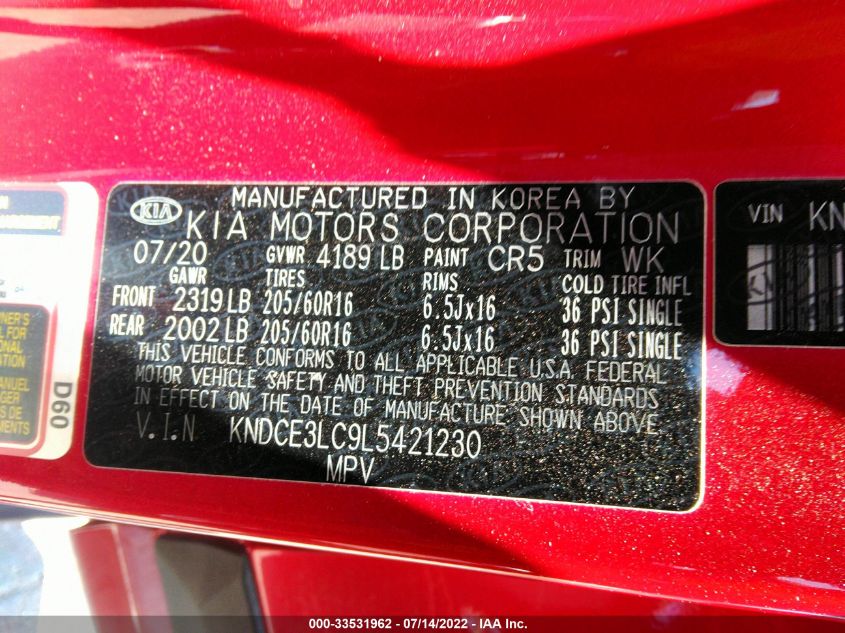 MANUFACTURED IN KOREA BY
KIA KIA MOTORS CORPORATION
07/20 GVWR 4189 LB PAINT CR5 TRIM WK
GAWR TIRES RIMS COLD TIRE INFL
FRONT 2319 LB 205/60R16 6.5Jx16 36 PSI SINGLE
REAR 2002 LB 205/60R16 6.5Jx16 36 PSI SINGLE
THIS VEHICLE CONFORMS TO ALL APPLICABLE U.S.A. FEDERAL
MOTOR VEHICLE SAFETY AND THEFT PREVENTION STANDARDS
IN EFFECT ON THE DATE OF MANUFACTURE SHOWN ABOVE.
V.I.N KNDCE3LC9L5421230
MPV
VIN KN
D60
000-33531962 - 07/14/2022 - IAA Inc.